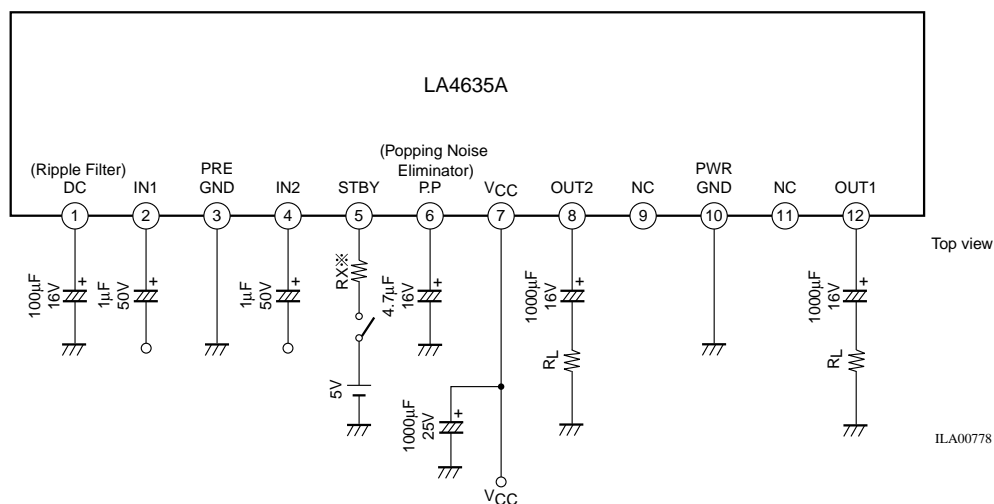 LA4635A
(Ripple Filter)
DC
IN1
PRE
GND
IN2
STBY
(Popping Noise
Eliminator)
P.P
VCC
OUT2
NC
PWR
GND
NC
OUT1
1
2
3
4
5
6
7
8
9
10
11
12
Top view
100μF
16V
+
1μF
50V
+
1μF
50V
+
RX※
4.7μF
16V
+
1000μF
16V
+
1000μF
16V
+
RL
RL
5V
1000μF
25V
+
VCC
ILA00778